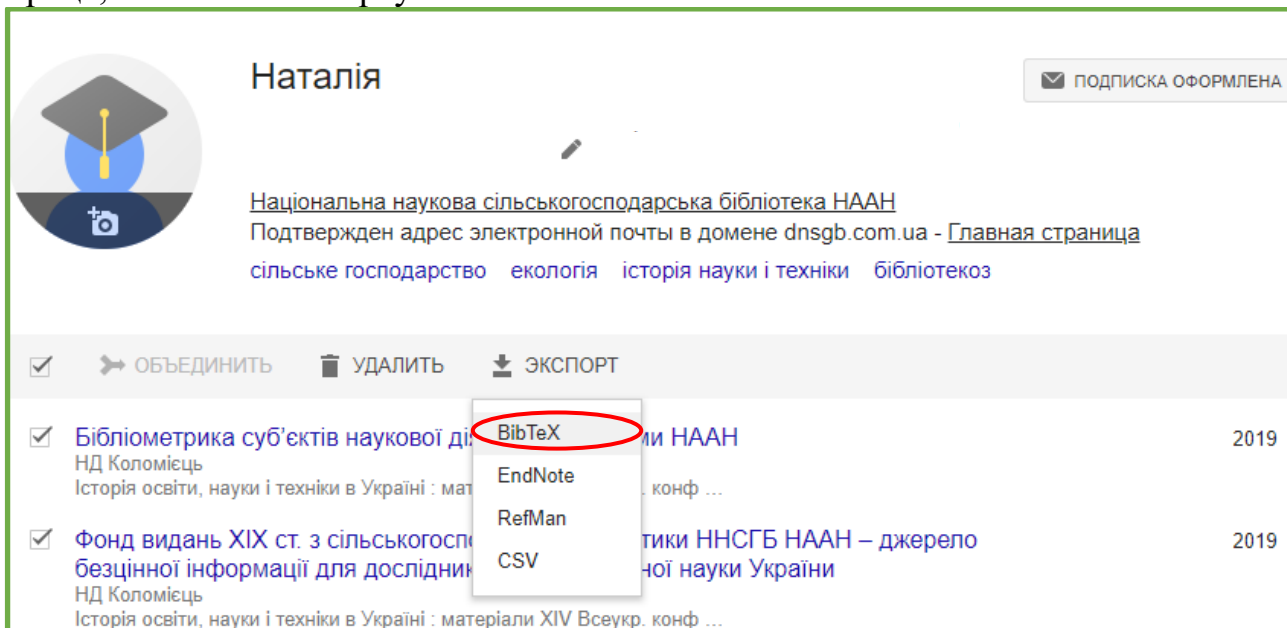 Наталія
ПОДПИСКА ОФОРМЛЕНА
Національна наукова сільськогосподарська бібліотека НААН
Подтвержден адрес электронной почты в домене dnsgb.com.ua - Главная страница
сільське господарство екологія історія науки і техніки бібліотекоз
ОБЪЕДИНИТЬ УДАЛИТЬ ЭКСПОРТ
BibTeX
EndNote
RefMan
CSV
Бібліометрика суб’єктів наукової ми НААН 2019
НД Коломієць
Історія освіти, науки і техніки в Україні : мат . конф ...
Фонд видань ХІХ ст. з тики ННСГБ НААН – джерело 2019
безцінної інформації для ної науки України
НД Коломієць
Історія освіти, науки і техніки в Україні : матеріали XIV Всеукр. конф ...